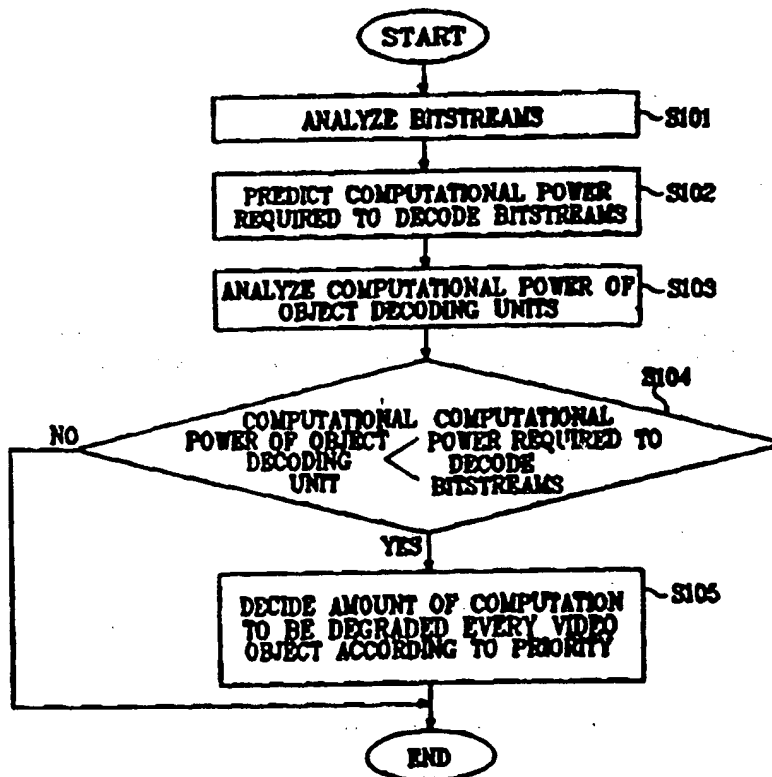 START
ANALYZE BITSTREAMS
S101
PREDICT COMPUTATIONAL POWER
REQUIRED TO DECODE BITSTREAMS
S102
ANALYZE COMPUTATIONAL POWER OF
OBJECT DECODING UNITS
S103
S104
NO
COMPUTATIONAL
POWER OF OBJECT
DECODING
UNIT
<
COMPUTATIONAL
POWER REQUIRED TO
DECODE
BITSTREAMS
YES
DECIDE AMOUNT OF COMPUTATION
TO BE DEGRADED EVERY VIDEO
OBJECT ACCORDING TO PRIORITY
S105
END